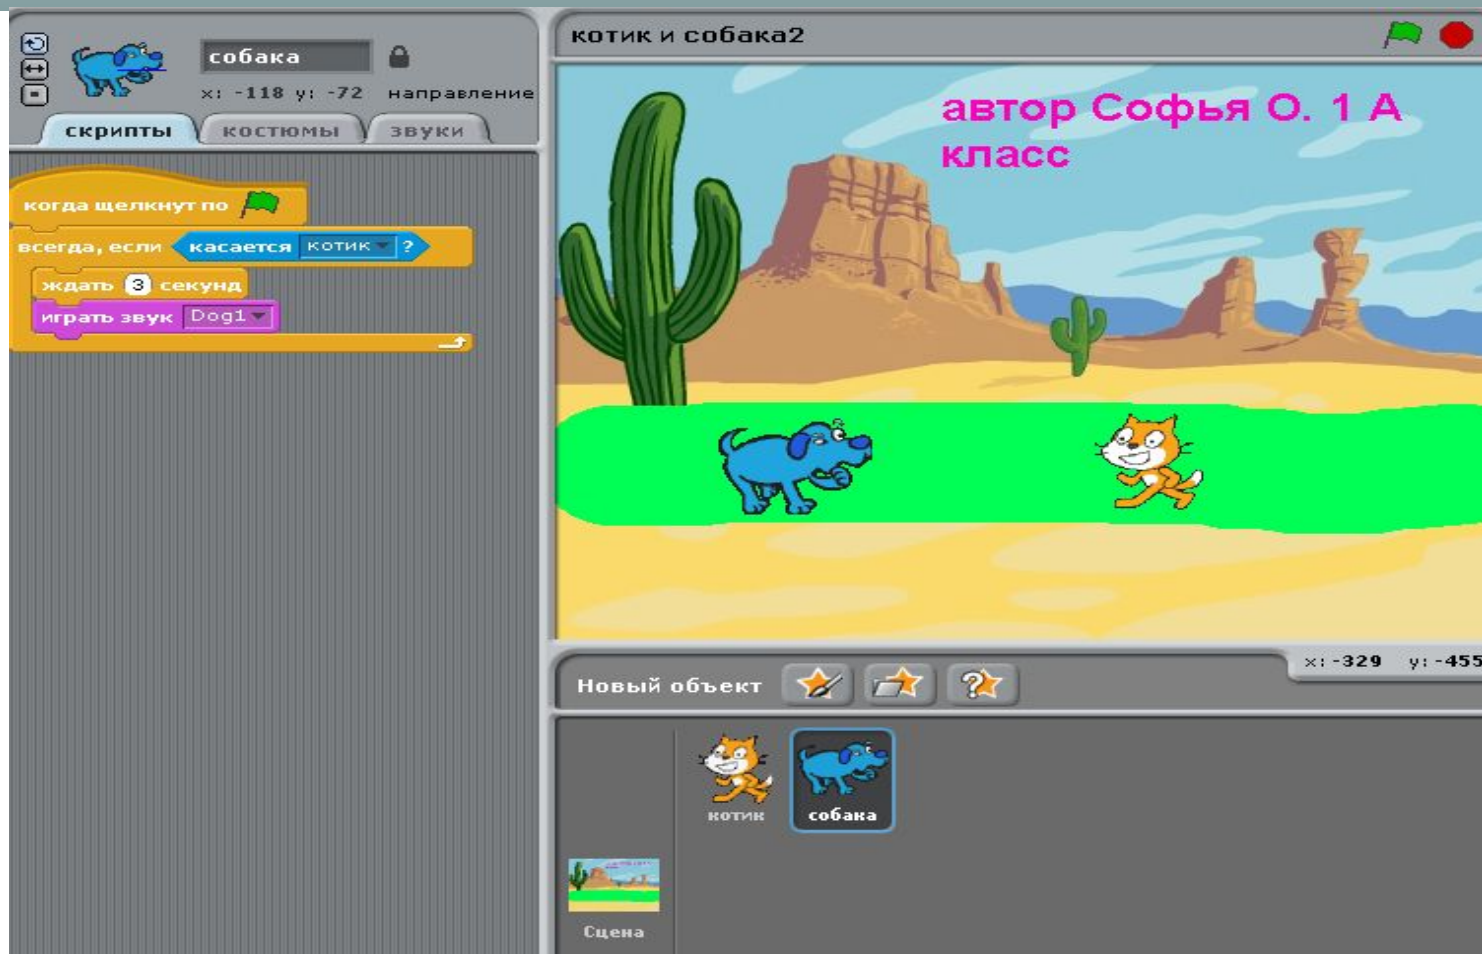 собака
x: -118 y: -72 направление
скрипты костюмы звуки
когда щелкнут по
всегда, если касается котик ?
ждать 3 секунд
играть звук Dog1
котик и собака2
автор Софья О. 1 А
класс
x: -329 y: -455
Новый объект
котик собака
Сцена